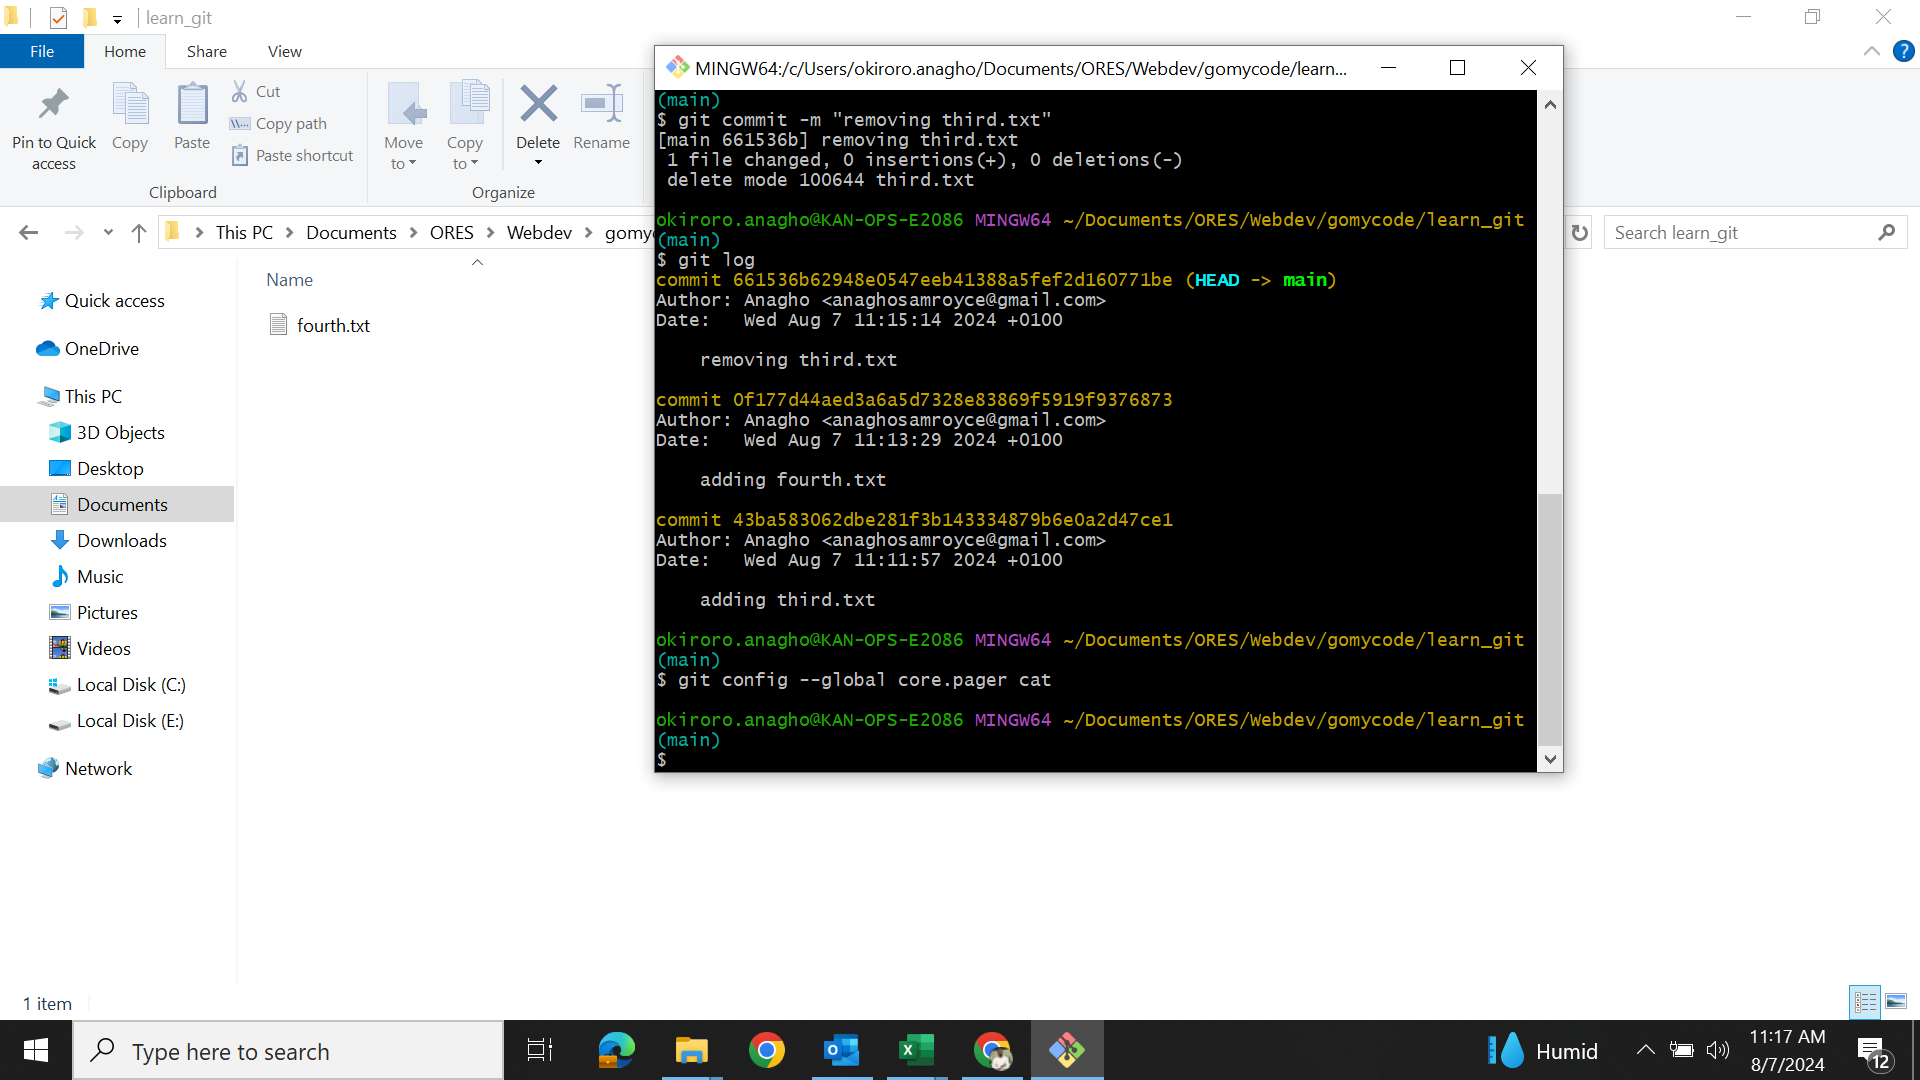 learn_git
File
Home
Share
View
Pin to Quick access
Copy
Paste
Cut
Copy path
Paste shortcut
Clipboard
Move to
Copy to
Delete
Rename
Organize
This PC
Documents
ORES
Webdev
gomyc
Search learn_git
Quick access
OneDrive
This PC
3D Objects
Desktop
Documents
Downloads
Music
Pictures
Videos
Local Disk (C:)
Local Disk (E:)
Network
Name
fourth.txt
1 item
MINGW64:/c/Users/okiroro.anagho/Documents/ORES/Webdev/gomycode/learn...
(main)
$ git commit -m "removing third.txt"
[main 661536b] removing third.txt
1 file changed, 0 insertions(+), 0 deletions(-)
delete mode 100644 third.txt
okiroro.anagho@KAN-OPS-E2086 MINGW64 ~/Documents/ORES/Webdev/gomycode/learn_git
(main)
$ git log
commit 661536b62948e0547eeb41388a5fef2d160771be (HEAD -> main)
Author: Anagho <anaghosamroyce@gmail.com>
Date: Wed Aug 7 11:15:14 2024 +0100
removing third.txt
commit 0f177d44aed3a6a5d7328e83869f5919f9376873
Author: Anagho <anaghosamroyce@gmail.com>
Date: Wed Aug 7 11:13:29 2024 +0100
adding fourth.txt
commit 43ba583062dbe281f3b143334879b6e0a2d47ce1
Author: Anagho <anaghosamroyce@gmail.com>
Date: Wed Aug 7 11:11:57 2024 +0100
adding third.txt
okiroro.anagho@KAN-OPS-E2086 MINGW64 ~/Documents/ORES/Webdev/gomycode/learn_git
(main)
$ git config --global core.pager cat
okiroro.anagho@KAN-OPS-E2086 MINGW64 ~/Documents/ORES/Webdev/gomycode/learn_git
(main)
$
Type here to search
Humid
11:17 AM
8/7/2024
12